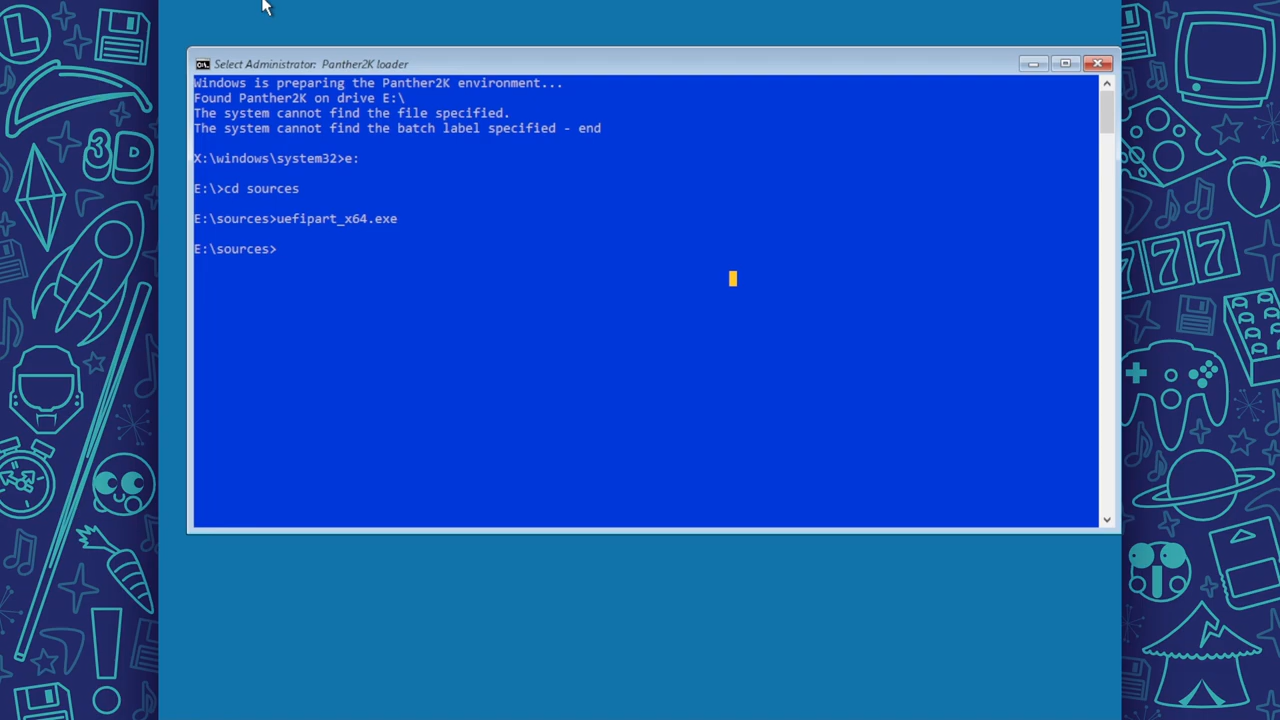 Select Administrator: Panther2K loader
Windows is preparing the Panther2K environment...
Found Panther2K on drive E:\
The system cannot find the file specified.
The system cannot find the batch label specified - end
X:\windows\system32>e:
E:\>cd sources
E:\sources>uefipart_x64.exe
E:\sources>
L
3D
777